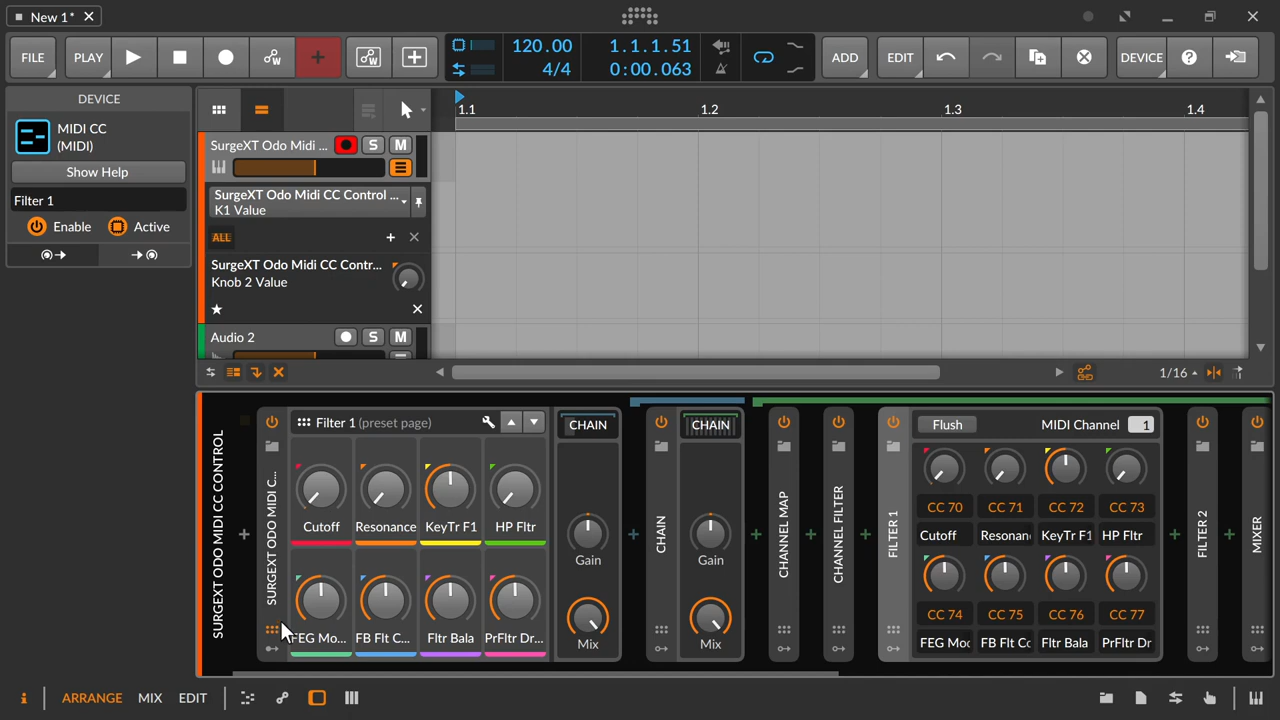 New 1*
FILE
PLAY
120.00
4/4
1.1.1.51
0:00.063
ADD
EDIT
DEVICE
DEVICE
MIDI CC
(MIDI)
Show Help
Filter 1
Enable
Active
1.1
1.2
1.3
1.4
SurgeXT Odo Midi ...
S
M
SurgeXT Odo Midi CC Control ...
K1 Value
ALL
SurgeXT Odo Midi CC Contr...
Knob 2 Value
Audio 2
S
M
1/16
SURGEXT ODO MIDI CC CONTROL
SURGEXT ODO MIDI C...
Filter 1 (preset page)
Cutoff
Resonance
KeyTr F1
HP Fltr
FEG Mo...
FB Flt C...
Fltr Bala
PrFltr Dr...
CHAIN
Gain
Mix
CHAIN
CHAIN
Gain
Mix
CHANNEL MAP
CHANNEL FILTER
FILTER 1
Flush
MIDI Channel
1
CC 70
CC 71
CC 72
CC 73
Cutoff
Resonan
KeyTr F1
HP Fltr
CC 74
CC 75
CC 76
CC 77
FEG Moc
FB Flt Cc
Fltr Bala
PrFltr Dr
FILTER 2
MIXER
ARRANGE
MIX
EDIT